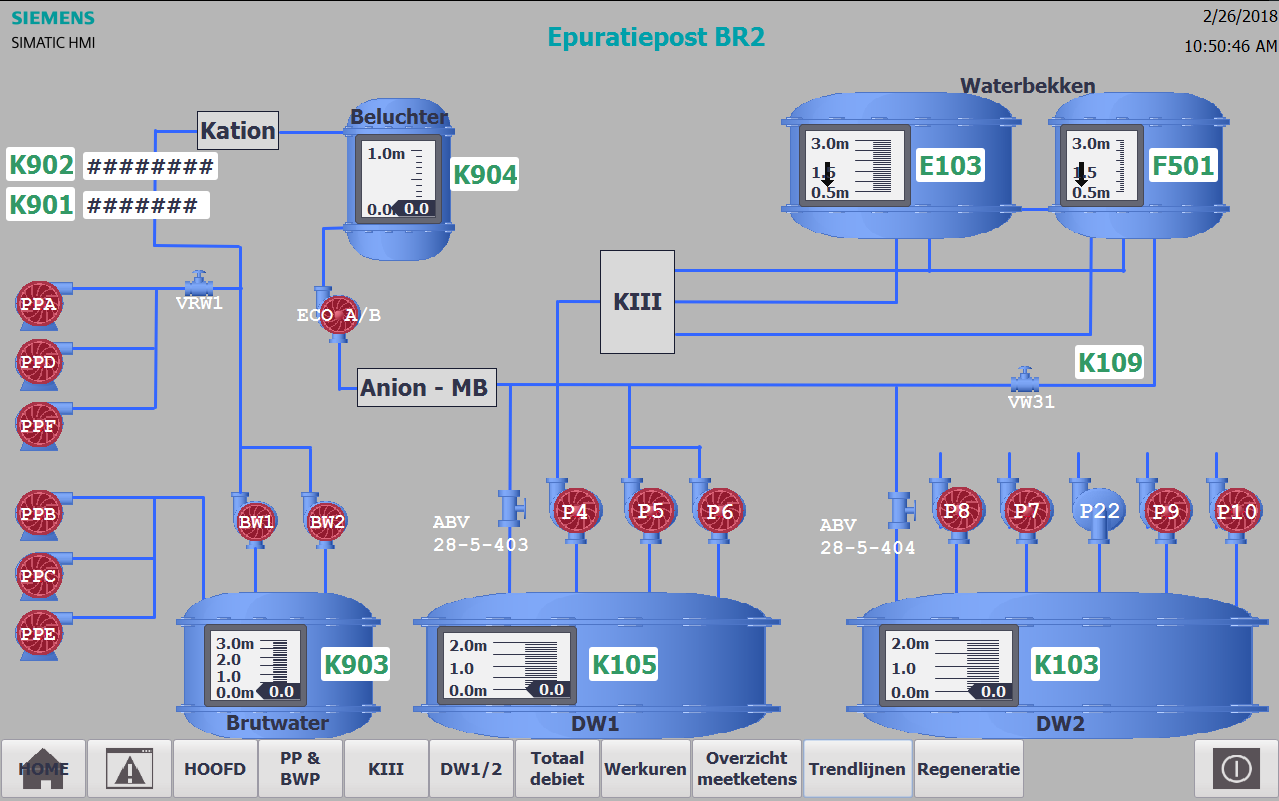 SIEMENS
SIMATIC HMI
Epuratiepost BR2
2/26/2018
10:50:46 AM
Waterbekken
Kation
Beluchter
K902
########
K901
#######
1.0m
0.0
K904
3.0m
0.5m
E103
3.0m
1.5
0.5m
F501
PPA
VRW1
ECO A/B
KIII
PPD
Anion - MB
K109
VW31
PPF
PPB
BW1
BW2
ABV
28-5-403
P4
P5
P6
ABV
28-5-404
P8
P7
P22
P9
P10
PPC
PPE
3.0m
2.0
1.0
0.0m
0.0
K903
Brutwater
2.0m
1.0
0.0m
0.0
K105
DW1
2.0m
1.0
0.0m
0.0
K103
DW2
HOME
HOOFD
PP &
BWP
KIII
DW1/2
Totaal
debiet
Werkuren
Overzicht
meetketens
Trendlijnen
Regeneratie